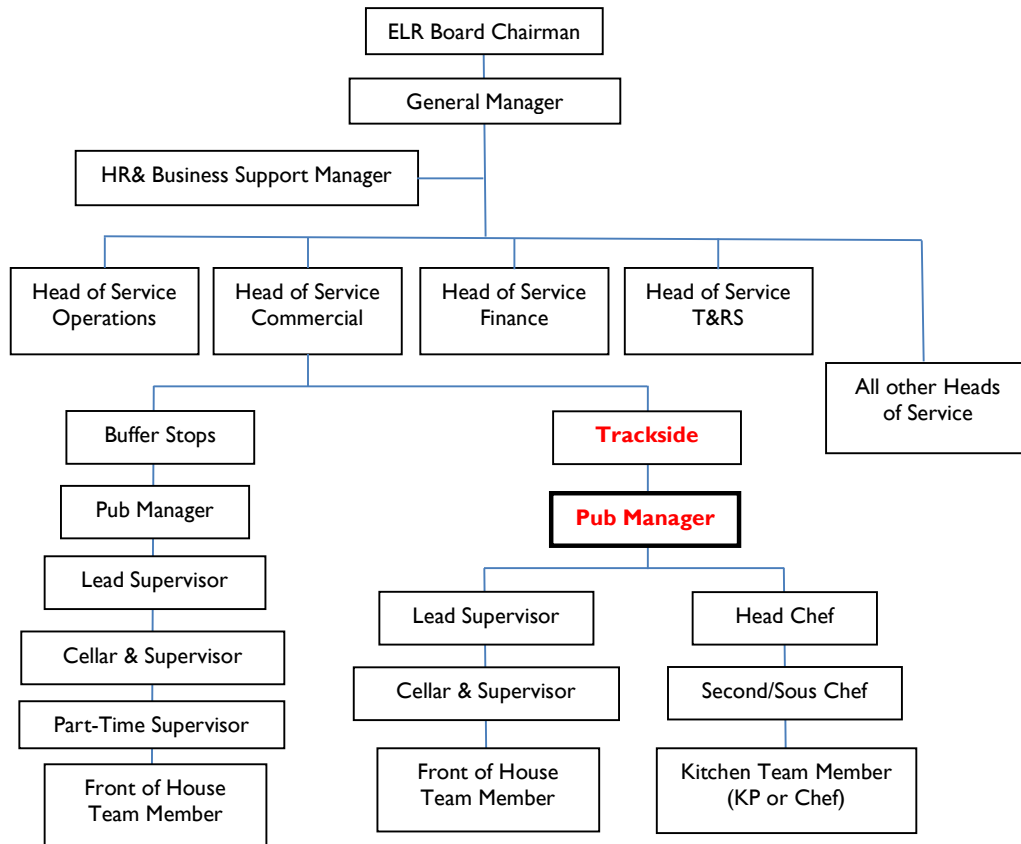 ELR Board Chairman
General Manager
HR& Business Support Manager
Head of Service
Operations
Head of Service
Commercial
Head of Service
Finance
Head of Service
T&RS
All other Heads
of Service
Buffer Stops
Pub Manager
Lead Supervisor
Cellar & Supervisor
Part-Time Supervisor
Front of House
Team Member
Trackside
Pub Manager
Lead Supervisor
Cellar & Supervisor
Front of House
Team Member
Head Chef
Second/Sous Chef
Kitchen Team Member
(KP or Chef)